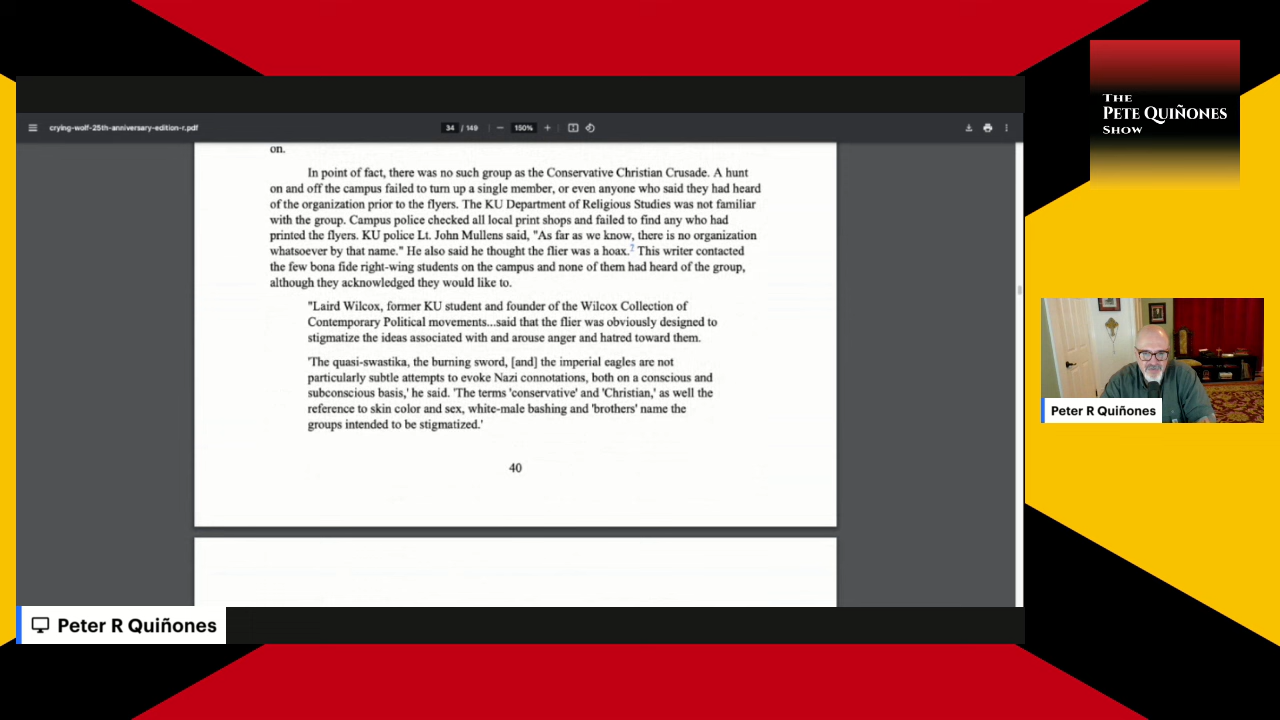 THE
PETE QUIÑONES
SHOW
crying-wolf-25th-anniversary-edition-r.pdf
34 / 149
150%
on.
In point of fact, there was no such group as the Conservative Christian Crusade. A hunt
on and off the campus failed to turn up a single member, or even anyone who said they had heard
of the organization prior to the flyers. The KU Department of Religious Studies was not familiar
with the group. Campus police checked all local print shops and failed to find any who had
printed the flyers. KU police Lt. John Mullens said, "As far as we know, there is no organization
whatsoever by that name." He also said he thought the flier was a hoax.7 This writer contacted
the few bona fide right-wing students on the campus and none of them had heard of the group,
although they acknowledged they would like to.
"Laird Wilcox, former KU student and founder of the Wilcox Collection of
Contemporary Political movements...said that the flier was obviously designed to
stigmatize the ideas associated with and arouse anger and hatred toward them.
'The quasi-swastika, the burning sword, [and] the imperial eagles are not
particularly subtle attempts to evoke Nazi connotations, both on a conscious and
subconscious basis,' he said. 'The terms 'conservative' and 'Christian,' as well the
reference to skin color and sex, white-male bashing and 'brothers' name the
groups intended to be stigmatized.'
40
Peter R Quiñones
Peter R Quiñones